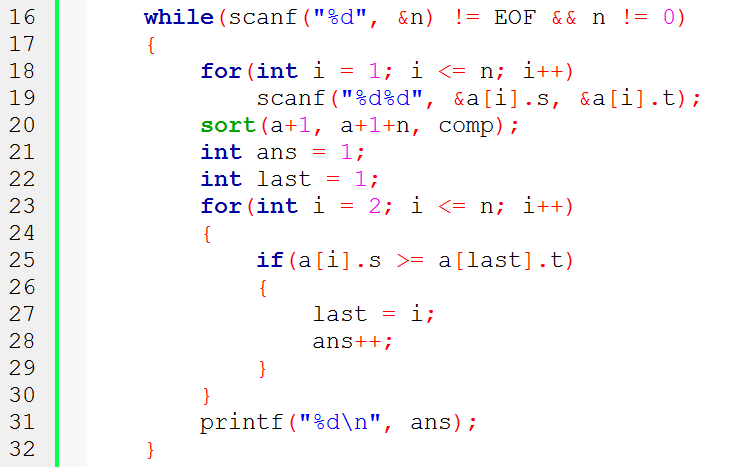 16 while(scanf("%d", &n) != EOF && n != 0)
17 {
18 for(int i = 1; i <= n; i++)
19 scanf("%d%d", &a[i].s, &a[i].t);
20 sort(a+1, a+1+n, comp);
21 int ans = 1;
22 int last = 1;
23 for(int i = 2; i <= n; i++)
24 {
25 if(a[i].s >= a[last].t)
26 {
27 last = i;
28 ans++;
29 }
30 }
31 printf("%d\n", ans);
32 }